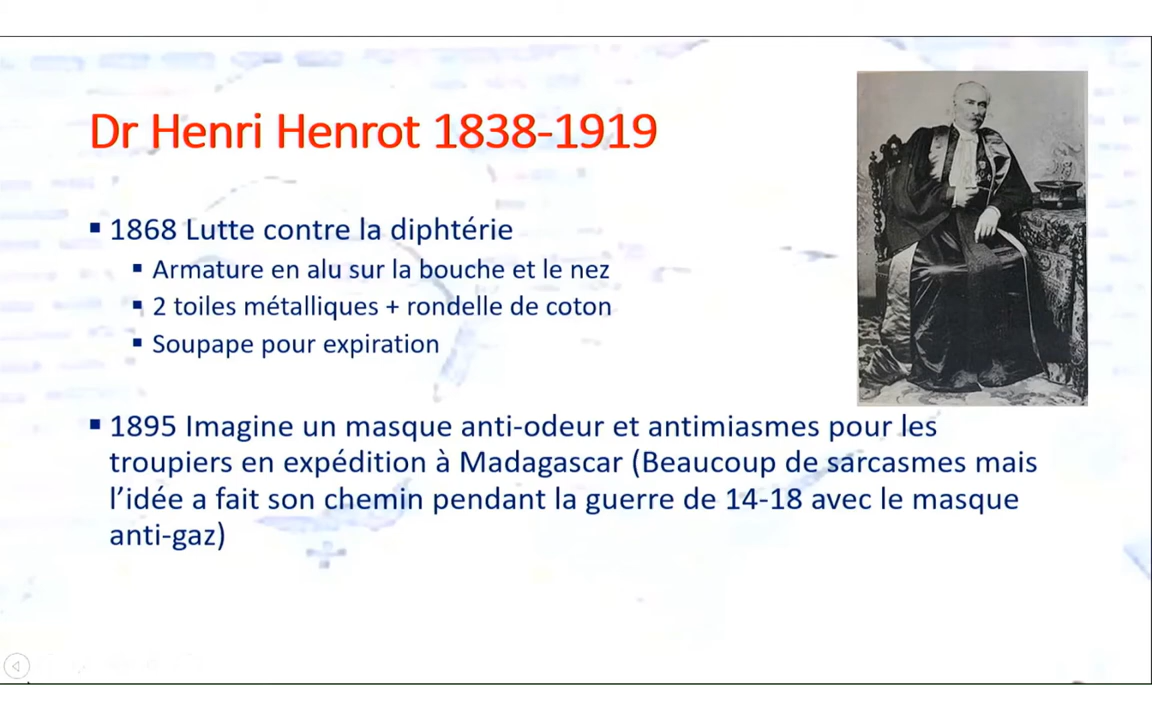 Dr Henri Henrot 1838-1919
▪ 1868 Lutte contre la diphtérie
▪ Armature en alu sur la bouche et le nez
▪ 2 toiles métalliques + rondelle de coton
▪ Soupape pour expiration
▪ 1895 Imagine un masque anti-odeur et antimiasmes pour les
troupiers en expédition à Madagascar (Beaucoup de sarcasmes mais
l’idée a fait son chemin pendant la guerre de 14-18 avec le masque
anti-gaz)